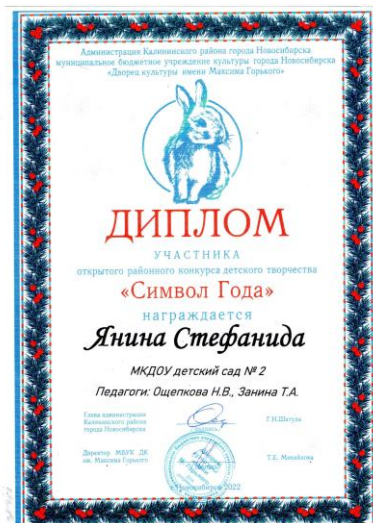 Администрация Калининского района города Новосибирска
муниципальное бюджетное учреждение культуры города Новосибирска
«Дворец культуры имени Максима Горького»
ДИПЛОМ
УЧАСТНИКА
открытого районного конкурса детского творчества
«Символ Года»
награждается
Янина Стефанида
МКДОУ детский сад № 2
Педагоги: Ощепкова Н.В., Занина Т.А.
Глава администрации
Калининского района
города Новосибирска
Г.Н.Шатула
Директор МБУК ДК
им. Максима Горького
Т.Е. Михайлова
Новосибирск 2022